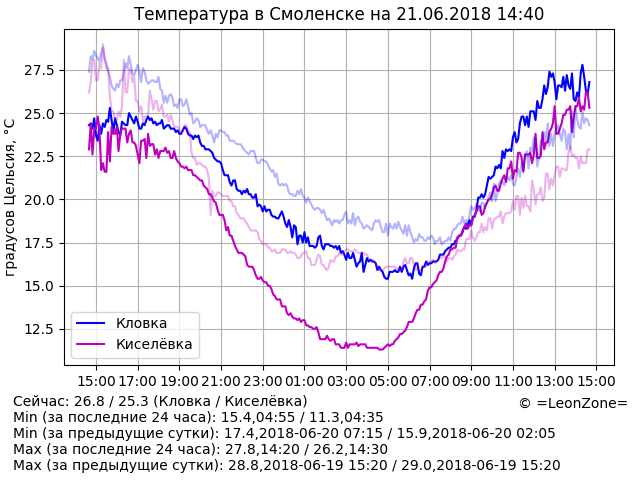 Температура в Смоленске на 21.06.2018 14:40
градусов Цельсия, °C
27.5
25.0
22.5
20.0
17.5
15.0
12.5
Кловка
Киселёвка
15:00 17:00 19:00 21:00 23:00 01:00 03:00 05:00 07:00 09:00 11:00 13:00 15:00
Сейчас: 26.8 / 25.3 (Кловка / Киселёвка)
© =LeonZone=
Min (за последние 24 часа): 15.4,04:55 / 11.3,04:35
Min (за предыдущие сутки): 17.4,2018-06-20 07:15 / 15.9,2018-06-20 02:05
Max (за последние 24 часа): 27.8,14:20 / 26.2,14:30
Max (за предыдущие сутки): 28.8,2018-06-19 15:20 / 29.0,2018-06-19 15:20